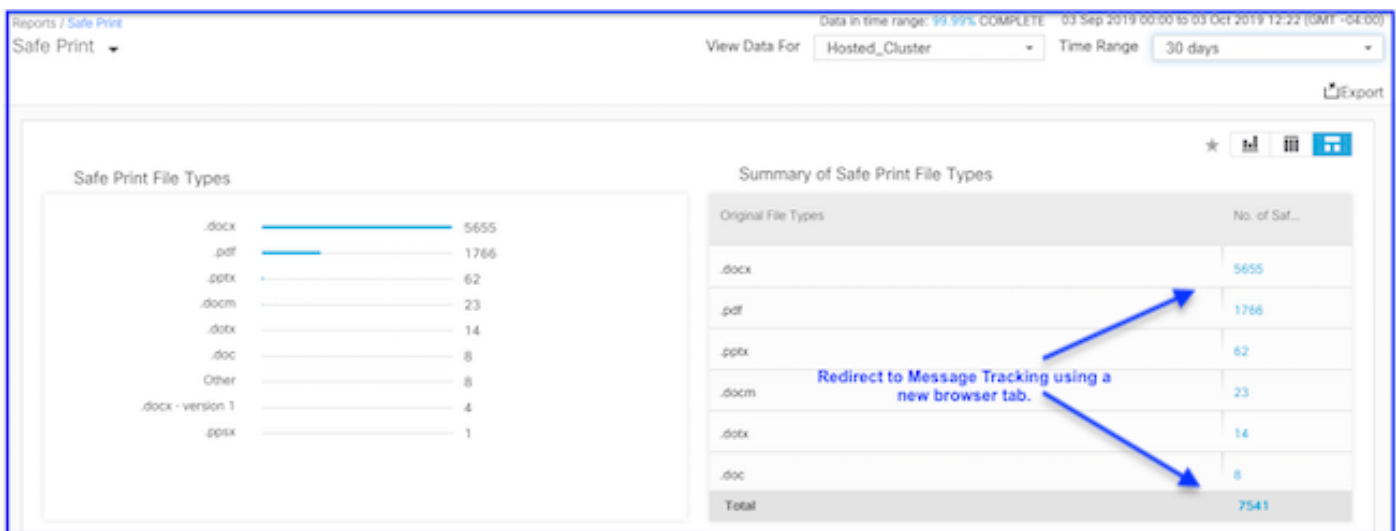 Reports / Safe Print
Data in time range: 99.99% COMPLETE 03 Sep 2019 00:00 to 03 Oct 2019 12:22 (GMT -04:00)
Safe Print
View Data For Hosted_Cluster Time Range 30 days
Export
Safe Print File Types
.docx 5655
.pdf 1766
.pptx 62
.docm 23
.dotx 14
.doc 8
Other 8
.docx - version 1 4
.ppsx 1
Summary of Safe Print File Types
Original File Types No. of Saf...
.docx 5655
.pdf 1766
.pptx 62
.docm 23
.dotx 14
.doc 8
Total 7541
Redirect to Message Tracking using a
new browser tab.